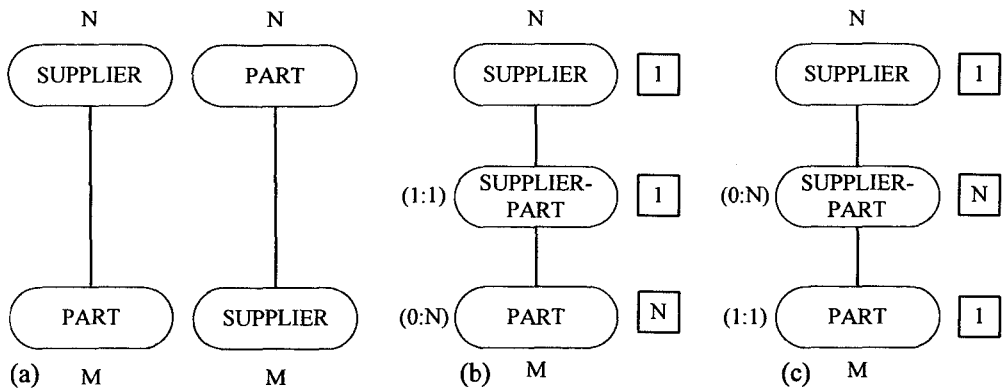 N N N N
SUPPLIER PART SUPPLIER 1 SUPPLIER 1
(1:1) SUPPLIER-
PART 1 (0:N) SUPPLIER-
PART N
PART SUPPLIER (0:N) PART N (1:1) PART 1
(a) M M (b) M (c) M